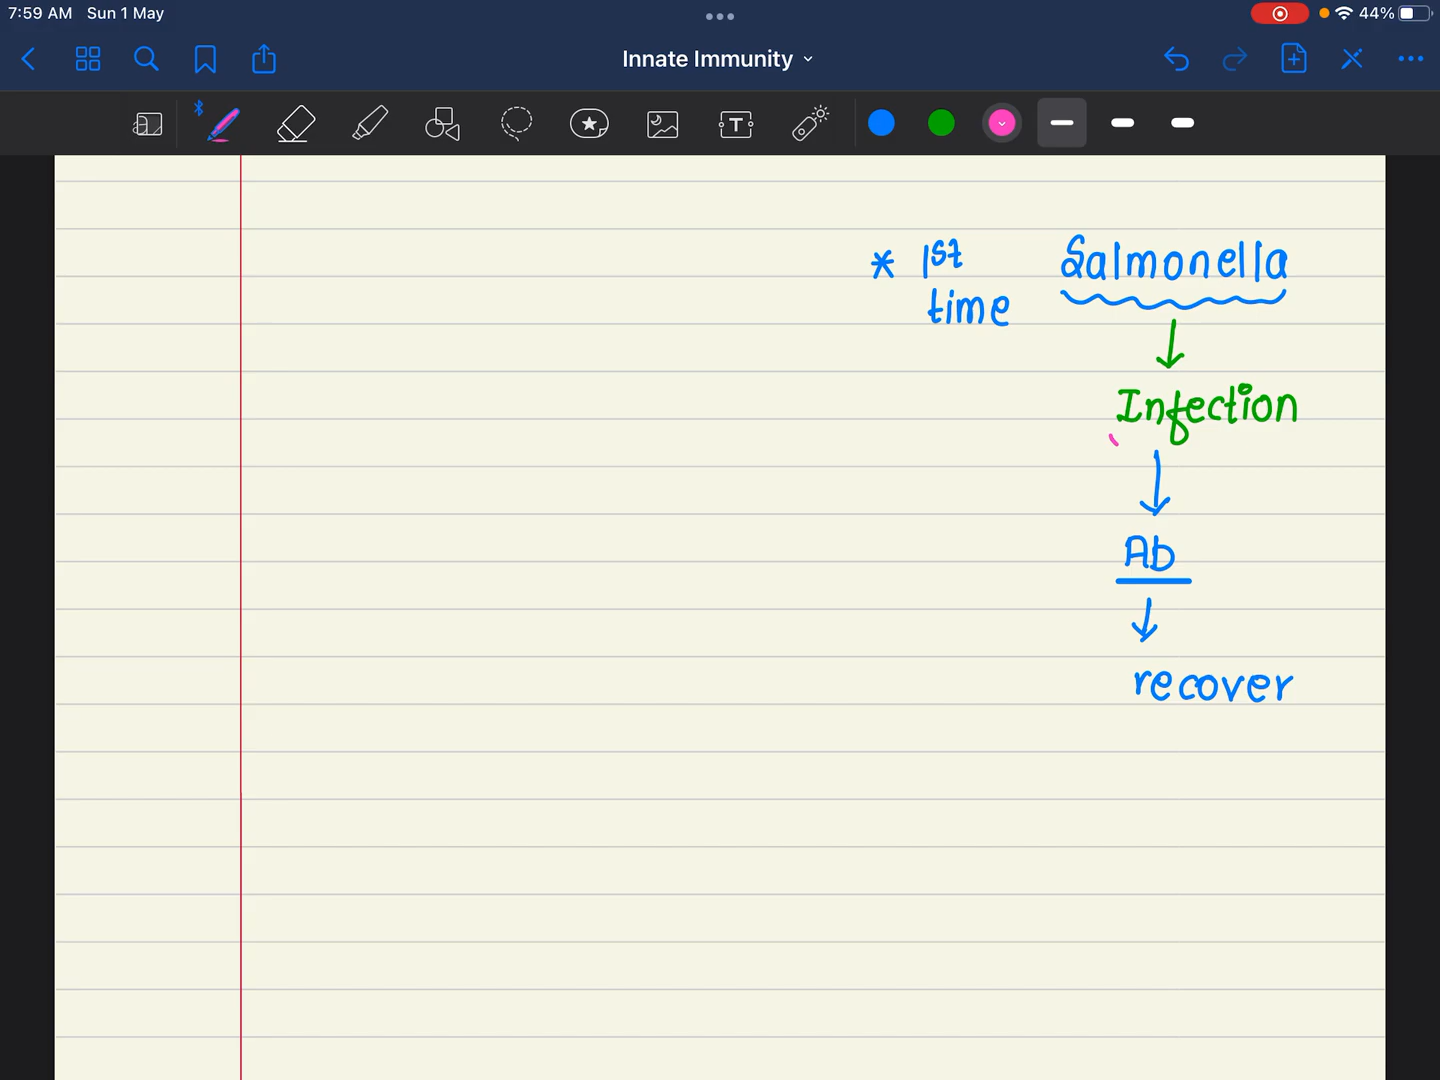 7:59 AM Sun 1 May
44%
Innate Immunity
* 1st Salmonella
time
Infection
Ab
recover